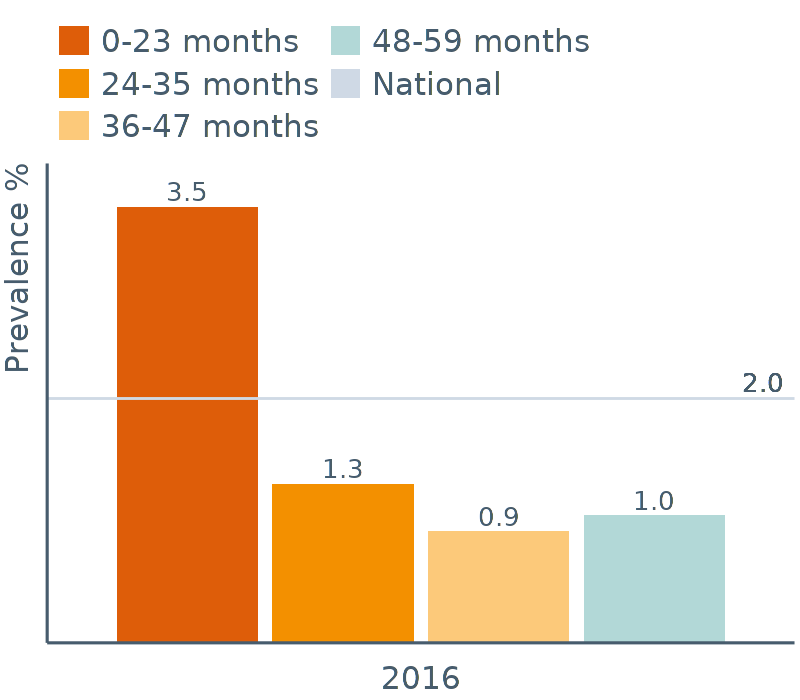 0-23 months
24-35 months
36-47 months
48-59 months
National
Prevalence %
3.5
1.3
0.9
1.0
2.0
2016